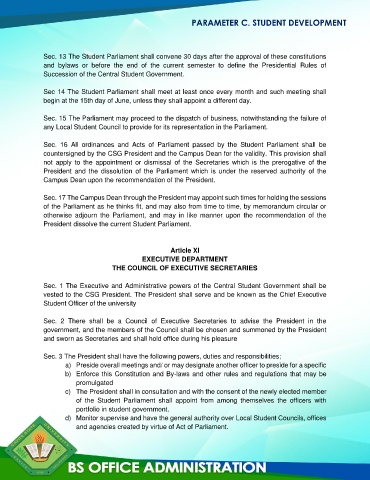 PARAMETER C. STUDENT DEVELOPMENT
Sec. 13 The Student Parliament shall convene 30 days after the approval of these constitutions
and bylaws or before the end of the current semester to define the Presidential Rules of
Succession of the Central Student Government.
Sec 14 The Student Parliament shall meet at least once every month and such meeting shall
begin at the 15th day of June, unless they shall appoint a different day.
Sec. 15 The Parliament may proceed to the dispatch of business, notwithstanding the failure of
any Local Student Council to provide for its representation in the Parliament.
Sec. 16 All ordinances and Acts of Parliament passed by the Student Parliament shall be
countersigned by the CSG President and the Campus Dean for the validity. This provision shall
not apply to the appointment or dismissal of the Secretaries which is the prerogative of the
President and the dissolution of the Parliament which is under the reserved authority of the
Campus Dean upon the recommendation of the President.
Sec. 17 The Campus Dean through the President may appoint such times for holding the sessions
of the Parliament as he thinks fit, and may also from time to time, by memorandum circular or
otherwise adjourn the Parliament, and may in like manner upon the recommendation of the
President dissolve the current Student Parliament.
Article XI
EXECUTIVE DEPARTMENT
THE COUNCIL OF EXECUTIVE SECRETARIES
Sec. 1 The Executive and Administrative powers of the Central Student Government shall be
vested to the CSG President. The President shall serve and be known as the Chief Executive
Student Officer of the university
Sec. 2 There shall be a Council of Executive Secretaries to advise the President in the
government, and the members of the Council shall be chosen and summoned by the President
and sworn as Secretaries and shall hold office during his pleasure
Sec. 3 The President shall have the following powers, duties and responsibilities;
a) Preside overall meetings and/ or may designate another officer to preside for a specific
b) Enforce this Constitution and By-laws and other rules and regulations that may be
promulgated
c) The President shall in consultation and with the consent of the newly elected member
of the Student Parliament shall appoint from among themselves the officers with
portfolio in student government.
d) Monitor supervise and have the general authority over Local Student Councils, offices
and agencies created by virtue of Act of Parliament.
BS OFFICE ADMINISTRATION